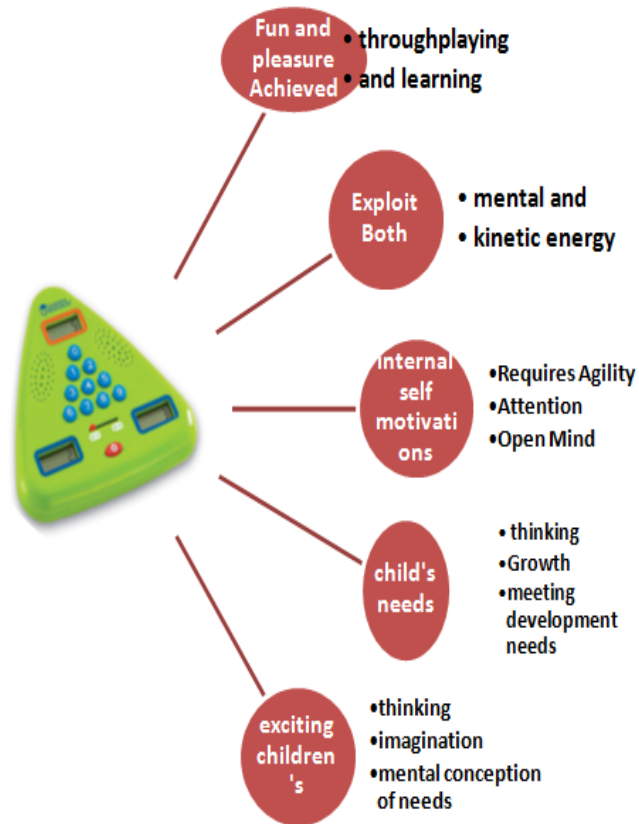 Fun and
pleasure
Achieved
• throughplaying
• and learning
Exploit
Both
• mental and
• kinetic energy
internal
self
motivati
ons
•Requires Agility
•Attention
•Open Mind
child's
needs
• thinking
•Growth
•meeting
development
needs
exciting
children
's
•thinking
•imagination
•mental conception
of needs